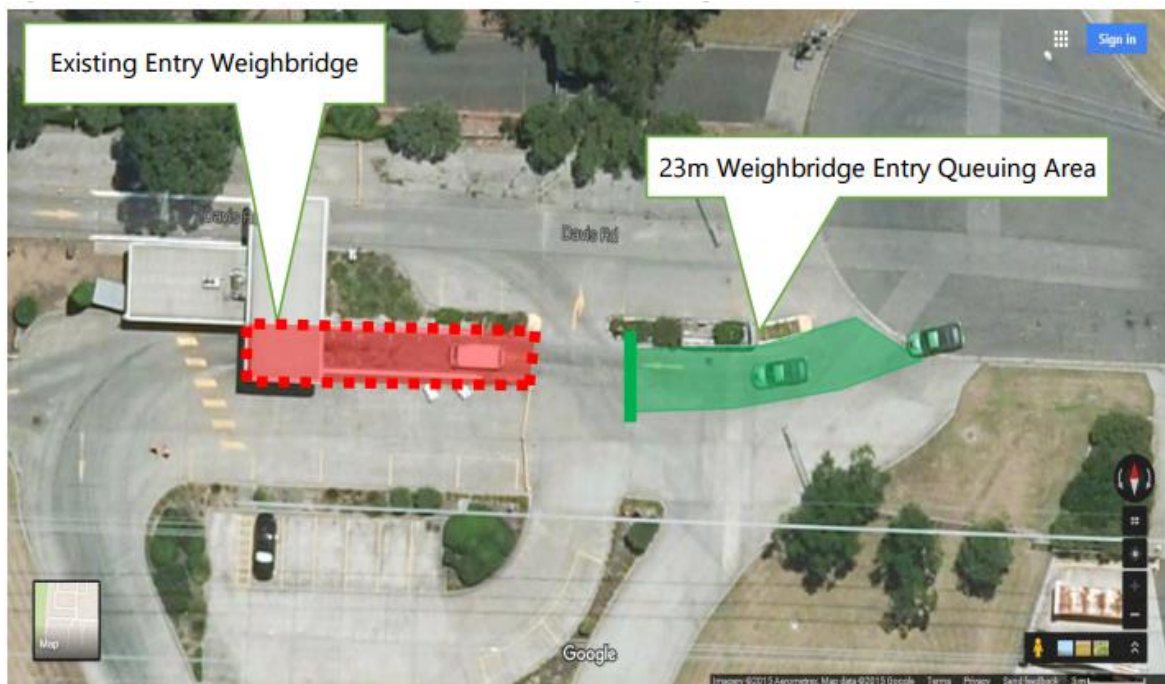 Existing Entry Weighbridge
Sign in
23m Weighbridge Entry Queuing Area
Davis Rd
Davis Rd
Map
Google
Imagery ©2015 Aerometrex, Map data ©2015 Google Terms Privacy Send feedback 5 m